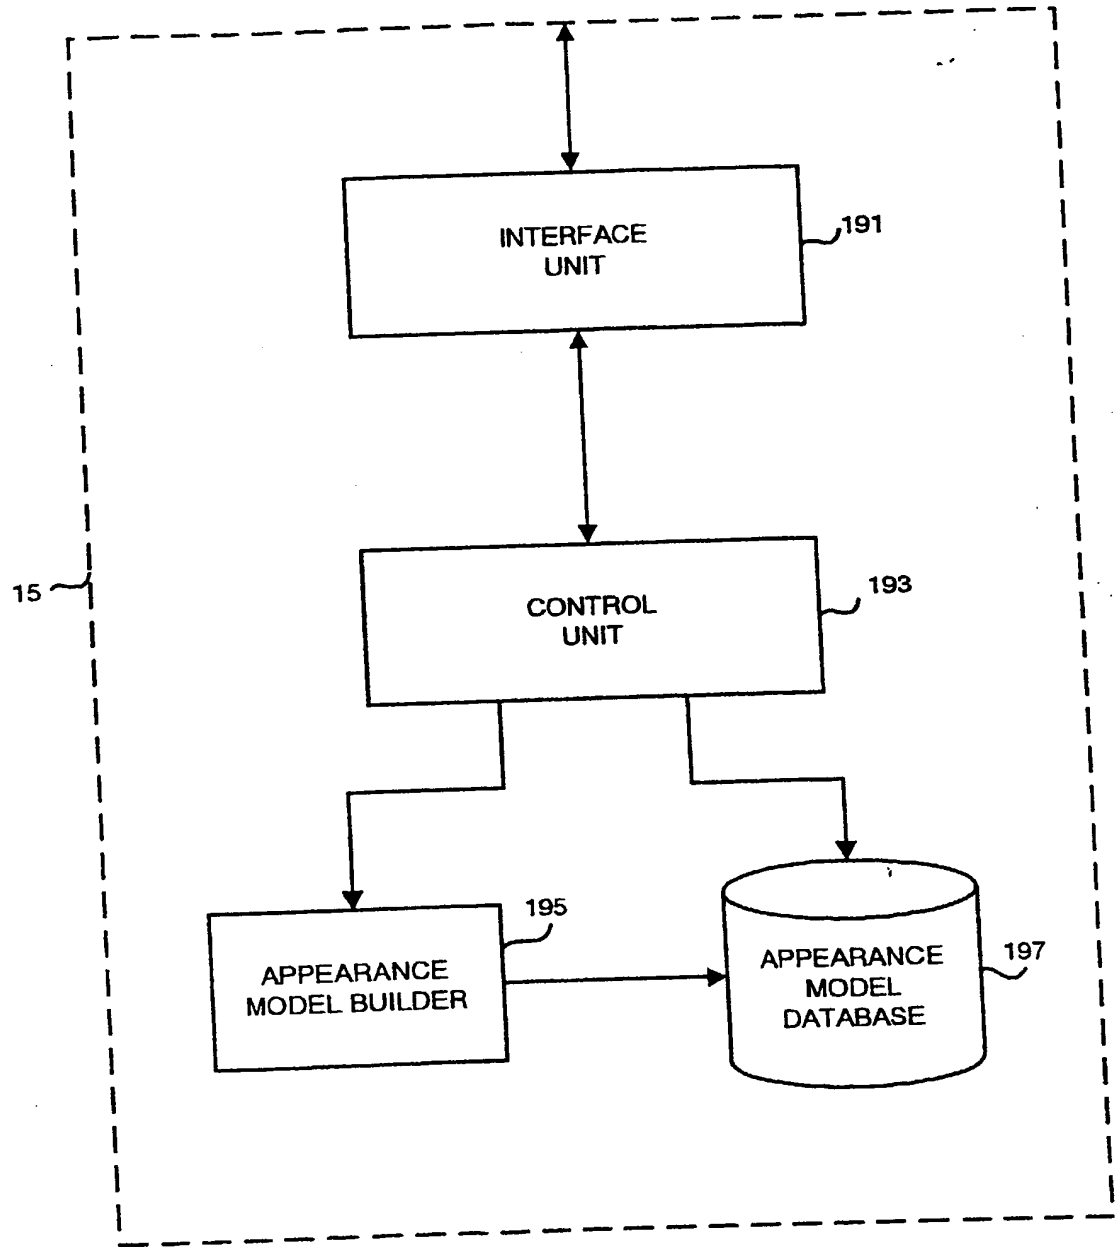 INTERFACE
UNIT
191
15
CONTROL
UNIT
193
APPEARANCE
MODEL BUILDER
195
APPEARANCE
MODEL
DATABASE
197